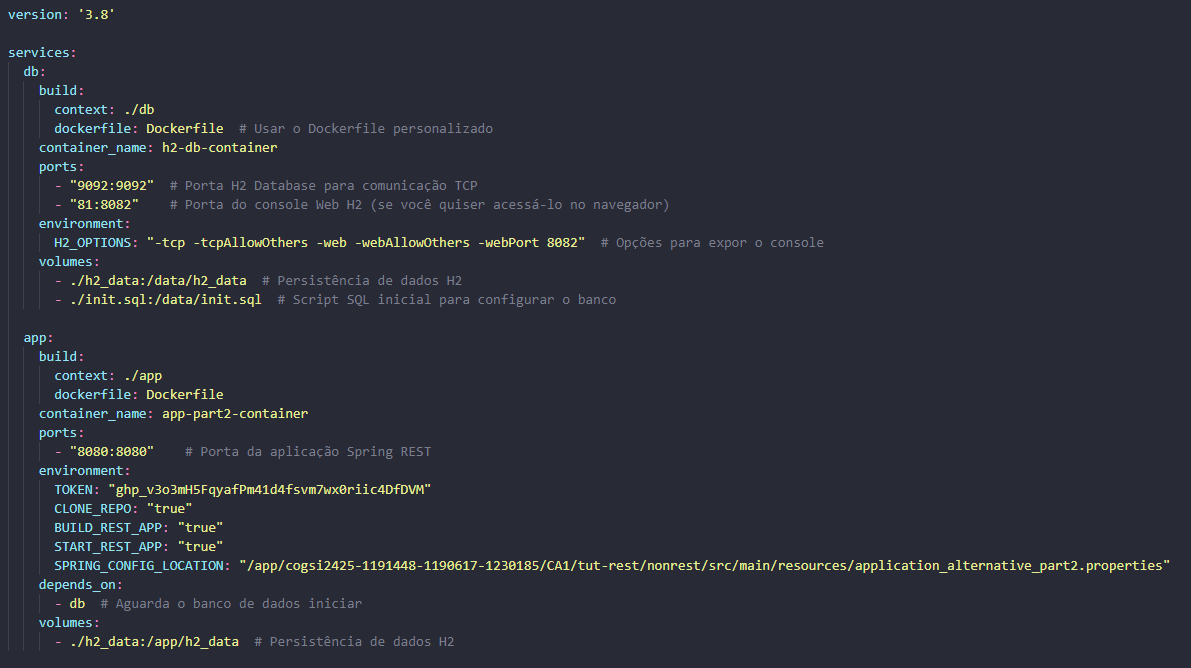 version: '3.8'

services:
  db:
    build:
      context: ./db
      dockerfile: Dockerfile  # Usar o Dockerfile personalizado
    container_name: h2-db-container
    ports:
      - "9092:9092"  # Porta H2 Database para comunicação TCP
      - "81:8082"    # Porta do console Web H2 (se você quiser acessá-lo no navegador)
    environment:
      H2_OPTIONS: "-tcp -tcpAllowOthers -web -webAllowOthers -webPort 8082"  # Opções para expor o console
    volumes:
      - ./h2_data:/data/h2_data  # Persistência de dados H2
      - ./init.sql:/data/init.sql  # Script SQL inicial para configurar o banco

  app:
    build:
      context: ./app
      dockerfile: Dockerfile
    container_name: app-part2-container
    ports:
      - "8080:8080"    # Porta da aplicação Spring REST
    environment:
      TOKEN: "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"
      CLONE_REPO: "true"
      BUILD_REST_APP: "true"
      START_REST_APP: "true"
      SPRING_CONFIG_LOCATION: "/app/cogsi2425-1191448-1190617-1230185/CA1/tut-rest/nonrest/src/main/resources/application_alternative_part2.properties"
    depends_on:
      - db  # Aguarda o banco de dados iniciar
    volumes:
      - ./h2_data:/app/h2_data  # Persistência de dados H2